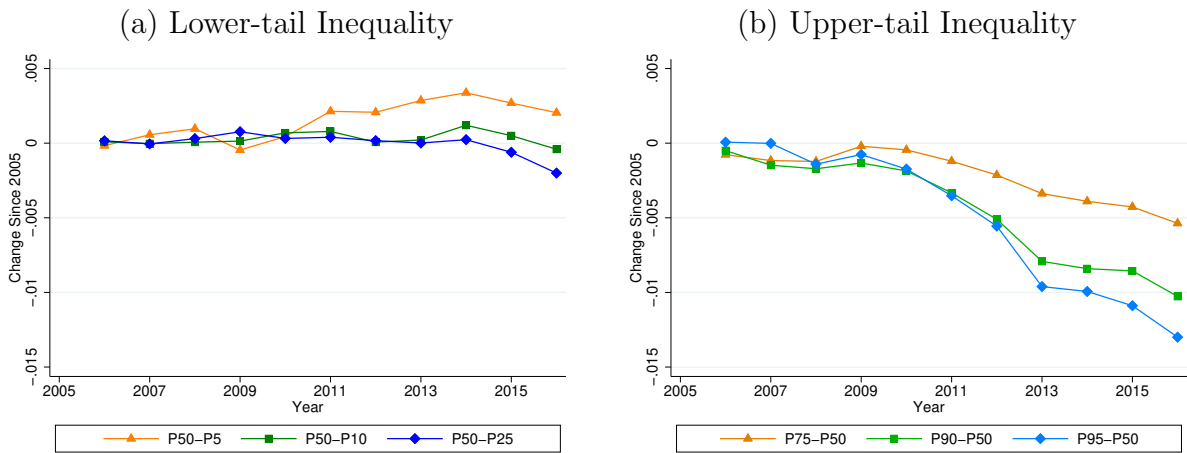 (a) Lower-tail Inequality
Change Since 2005
.005
0
-.005
-.01
-.015
2005 2007 2009 2011 2013 2015
Year
P50-P5 P50-P10 P50-P25
(b) Upper-tail Inequality
Change Since 2005
.005
0
-.005
-.01
-.015
2005 2007 2009 2011 2013 2015
Year
P75-P50 P90-P50 P95-P50